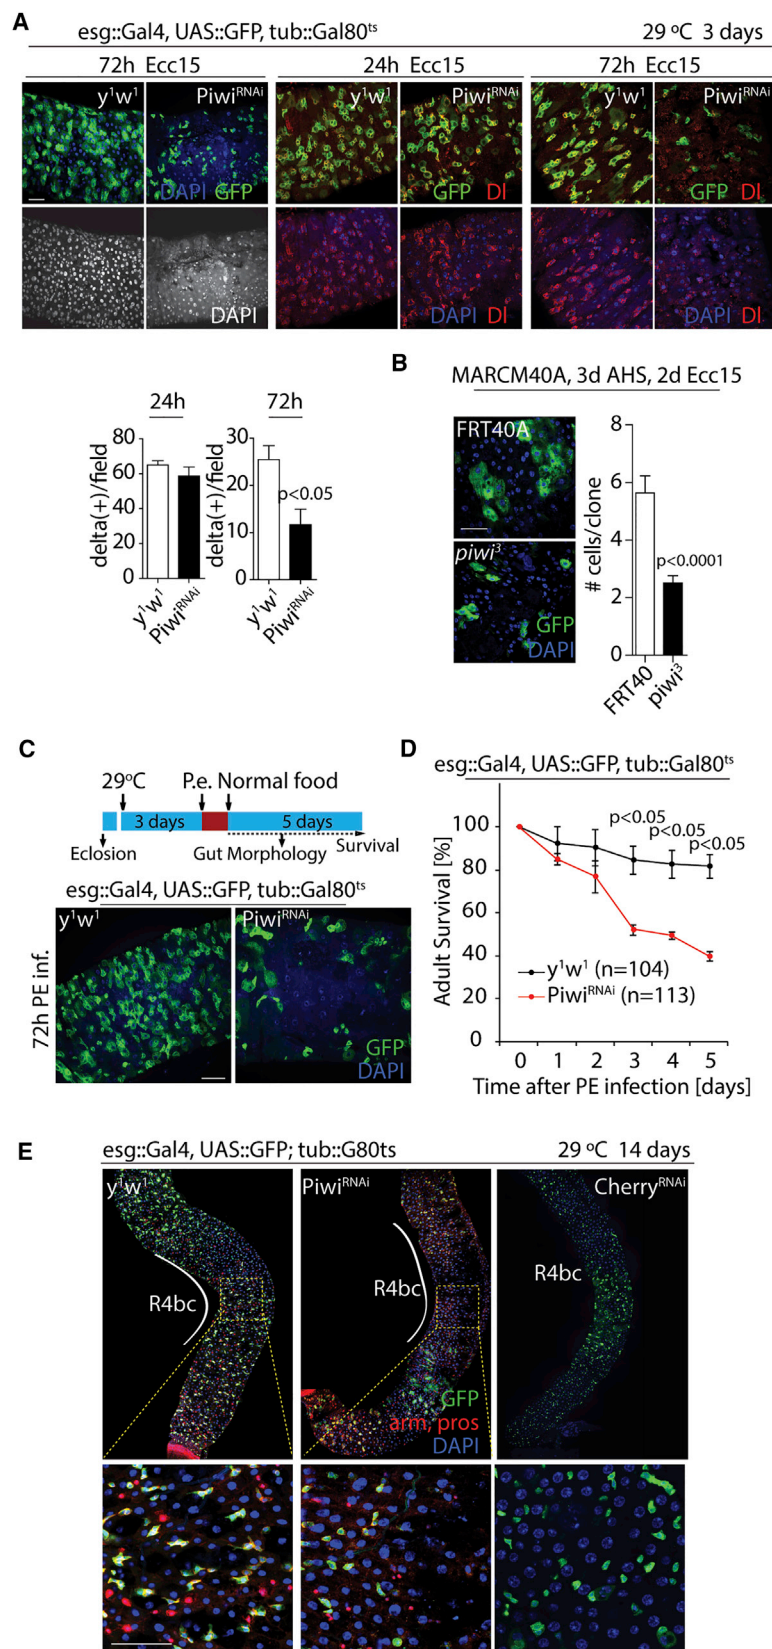 A
esg::Gal4, UAS::GFP, tub::Gal80ts 29 ºC 3 days
72h Ecc15 24h Ecc15 72h Ecc15
y1w1 PiwiRNAi y1w1 PiwiRNAi y1w1 PiwiRNAi
DAPI GFP GFP Dl GFP Dl
DAPI DAPI Dl DAPI Dl
24h 72h
delta(+)/field
80
60
40
20
0
y1w1
PiwiRNAi
delta(+)/field
30
20
10
0
p<0.05
y1w1
PiwiRNAi
B
MARCM40A, 3d AHS, 2d Ecc15
FRT40A
piwi3
GFP
DAPI
# cells/clone
8
6
4
2
0
p<0.0001
FRT40
piwi3
C
29ºC P.e. Normal food
3 days 5 days
Eclosion Gut Morphology Survival
esg::Gal4, UAS::GFP, tub::Gal80ts
y1w1 PiwiRNAi
72h PE inf.
GFP
DAPI
D
esg::Gal4, UAS::GFP, tub::Gal80ts
Adult Survival [%]
100
80
60
40
20
0
p<0.05 p<0.05 p<0.05
y1w1 (n=104)
PiwiRNAi (n=113)
0 1 2 3 4 5
Time after PE infection [days]
E
esg::Gal4, UAS::GFP; tub::G80ts 29 ºC 14 days
y1w1 PiwiRNAi CherryRNAi
R4bc R4bc R4bc
GFP
arm, pros
DAPI